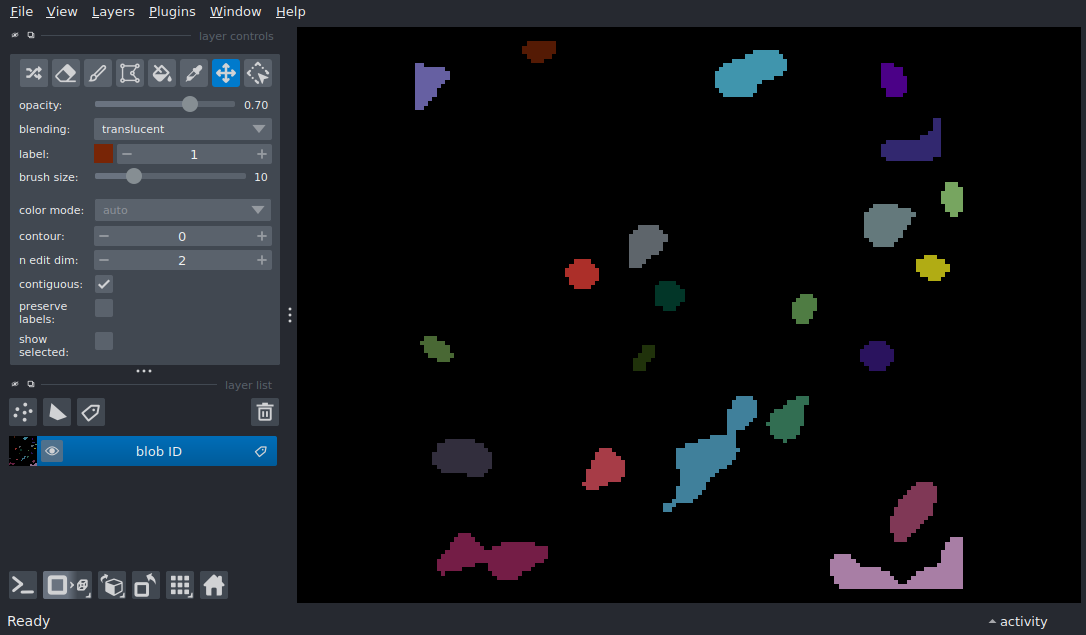 File View Layers Plugins Window Help
layer controls
opacity: 0.70
blending: translucent
label: 1
brush size: 10
color mode: auto
contour: 0
n edit dim: 2
contiguous:
preserve
labels:
show
selected:
layer list
blob ID
Ready
activity